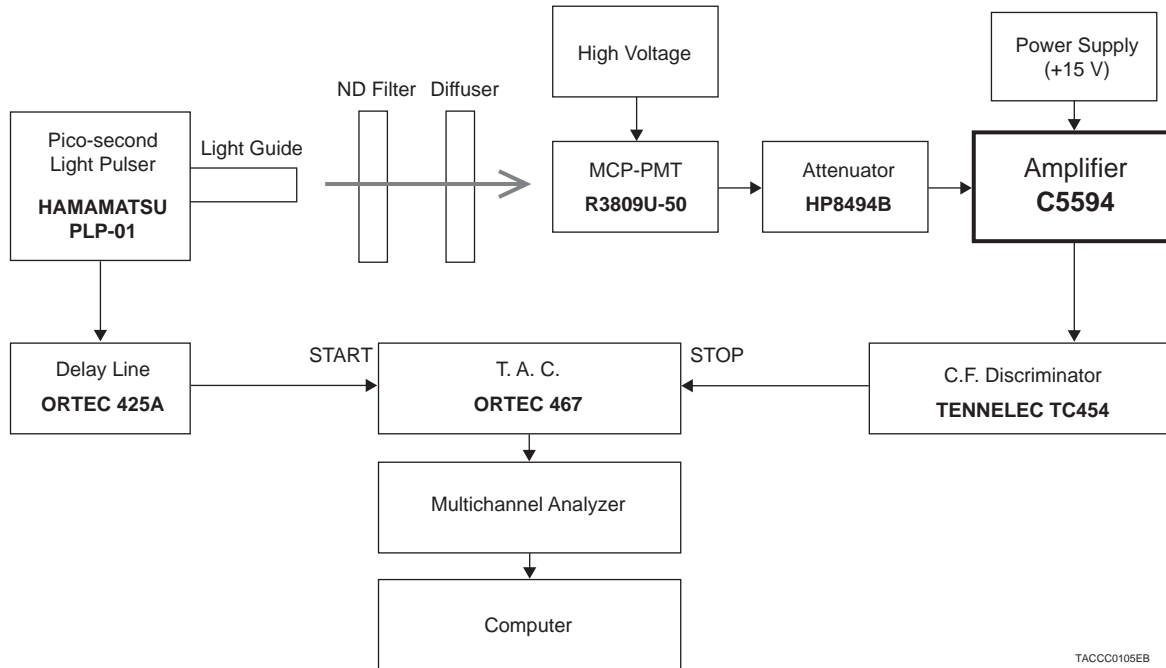 High Voltage
Power Supply
(+15 V)
ND Filter
Diffuser
Pico-second
Light Pulser
HAMAMATSU
PLP-01
Light Guide
MCP-PMT
R3809U-50
Attenuator
HP8494B
Amplifier
C5594
Delay Line
ORTEC 425A
START
T. A. C.
ORTEC 467
STOP
C.F. Discriminator
TENNELEC TC454
Multichannel Analyzer
Computer
TACCC0105EB